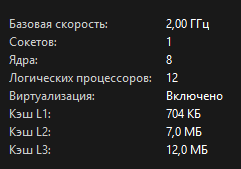 Базовая скорость: 2,00 ГГц
Сокетов: 1
Ядра: 8
Логических процессоров: 12
Виртуализация: Включено
Кэш L1: 704 КБ
Кэш L2: 7,0 МБ
Кэш L3: 12,0 МБ